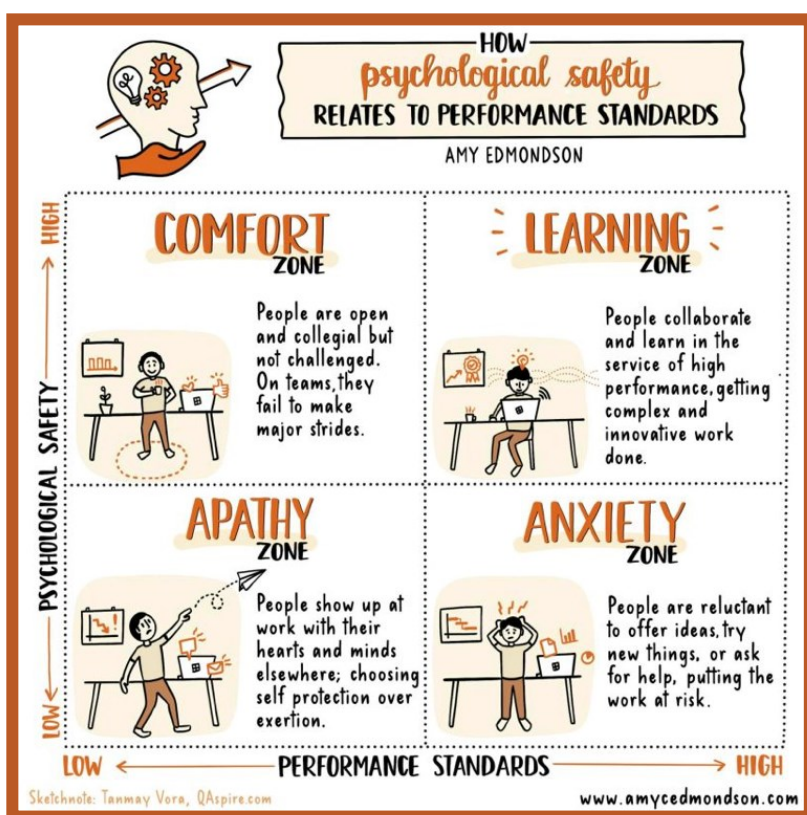 HOW
psychological safety
RELATES TO PERFORMANCE STANDARDS
AMY EDMONDSON
HIGH
PSYCHOLOGICAL SAFETY
LOW
COMFORT
ZONE
People are open
and collegial but
not challenged.
On teams, they
fail to make
major strides.
LEARNING
ZONE
People collaborate
and learn in the
service of high
performance, getting
complex and
innovative work
done.
APATHY
ZONE
People show up at
work with their
hearts and minds
elsewhere; choosing
self protection over
exertion.
ANXIETY
ZONE
People are reluctant
to offer ideas, try
new things, or ask
for help, putting the
work at risk.
LOW
PERFORMANCE STANDARDS
HIGH
Sketchnote: Tanmay Vora, QAspire.com
www.amycedmondson.com